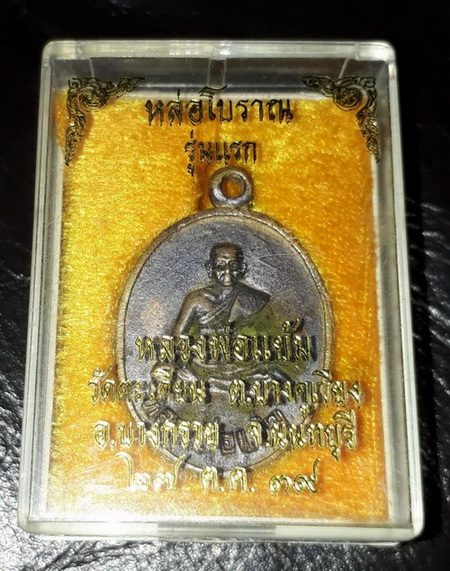 หล่อโบราณ
รุ่นแรก
หลวงพ่อแย้ม
วัดตะเคียน ต.บางคูเวียง
อ.บางกรวย จ.นนทบุรี
๒๗ ต.ค. ๓๙